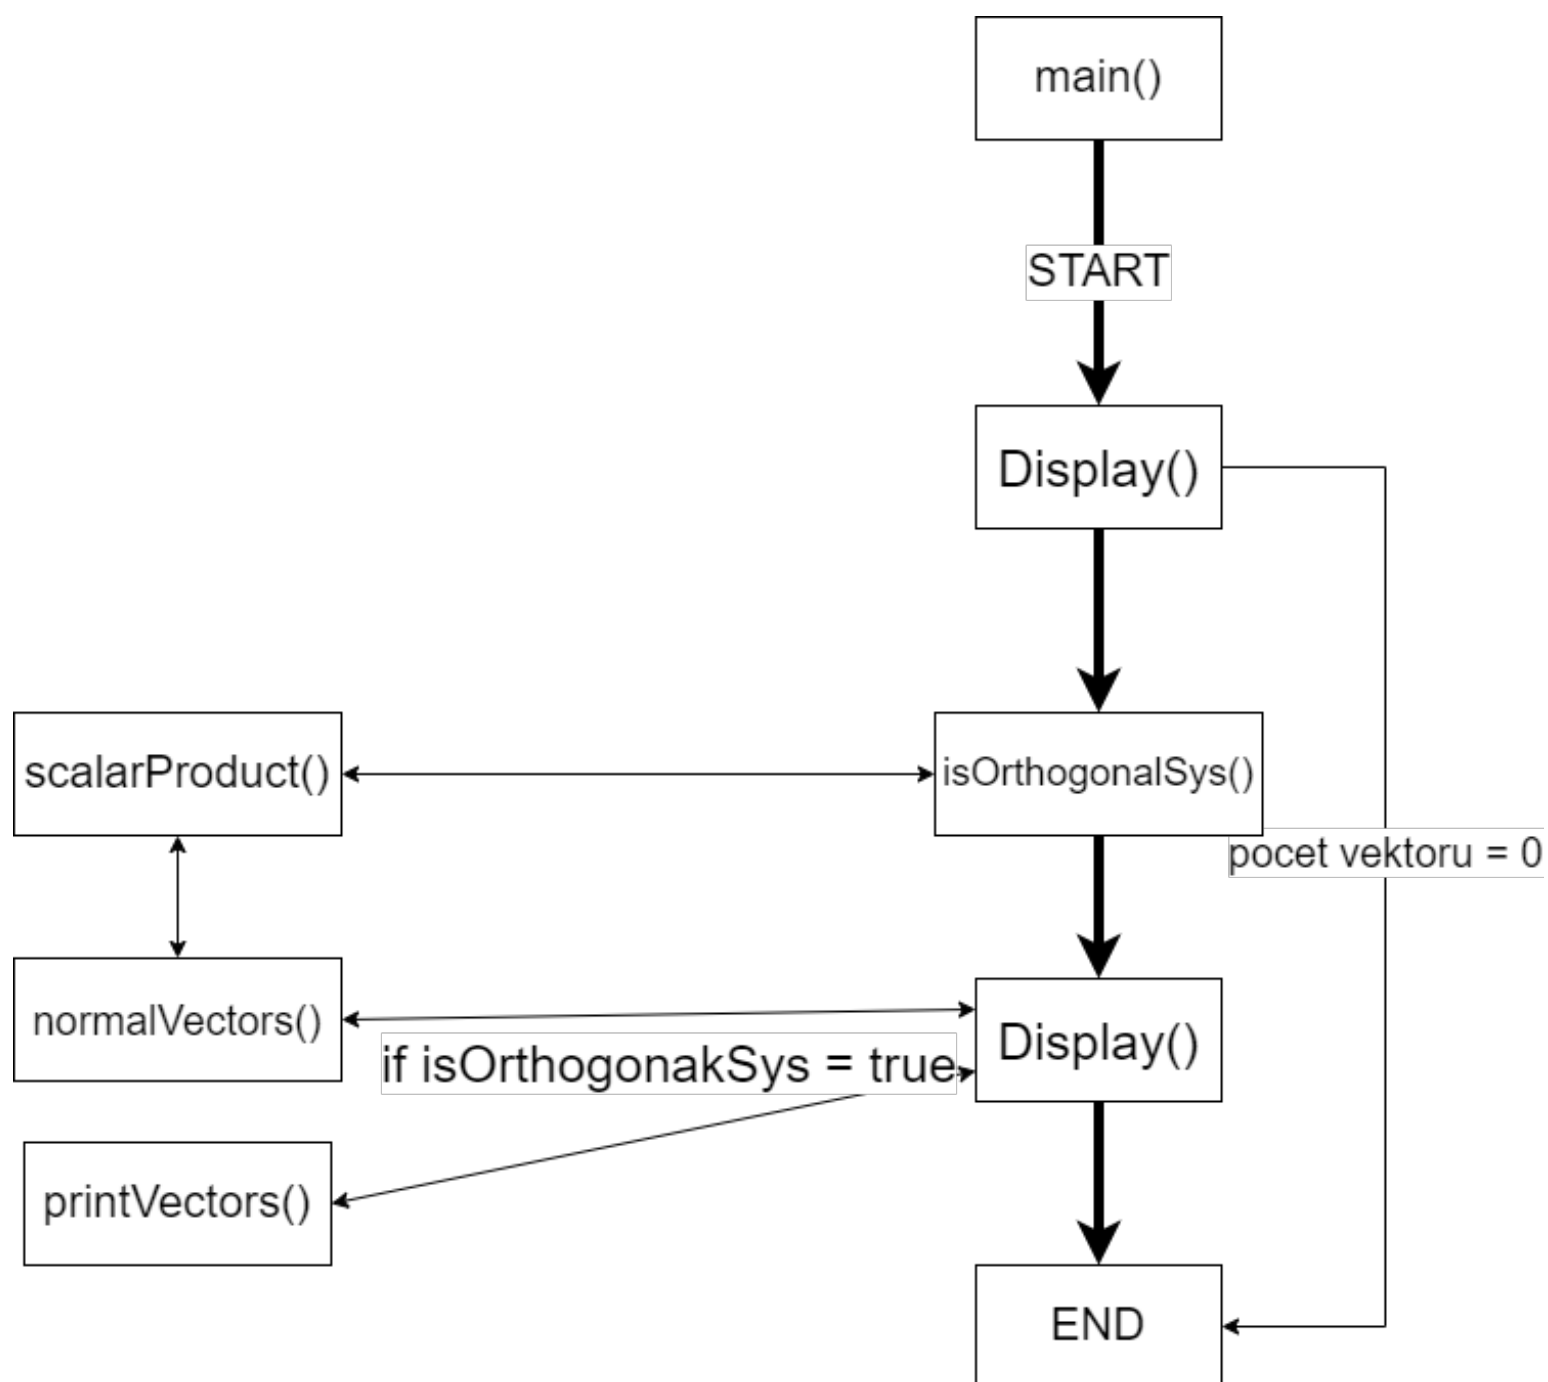 main()
START
Display()
scalarProduct()
isOrthogonalSys()
pocet vektoru = 0
normalVectors()
Display()
if isOrthogonakSys = true
printVectors()
END